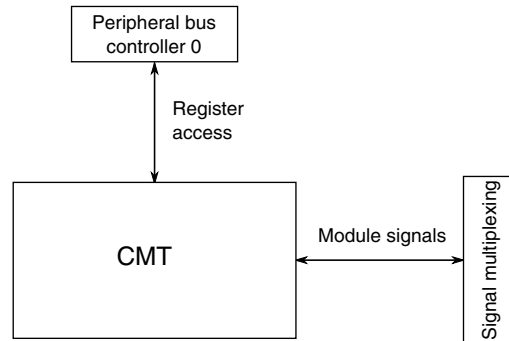 Peripheral bus
controller 0
Register
access
CMT
Module signals
Signal multiplexing